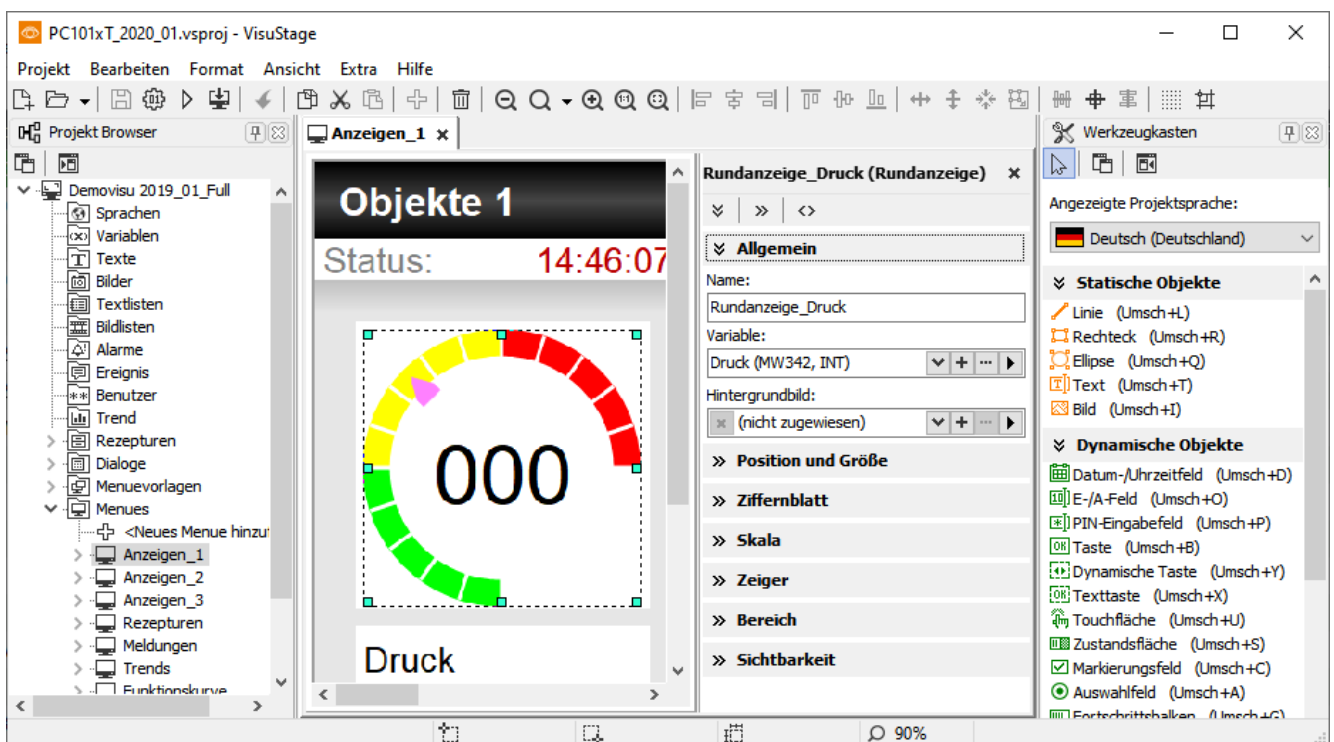 PC101xT_2020_01.vsproj - VisuStage
Projekt Bearbeiten Format Ansicht Extra Hilfe
Projekt Browser
Demovisu 2019_01_Full
Sprachen
Variablen
Texte
Bilder
Textlisten
Bildlisten
Alarme
Ereignis
Benutzer
Trend
Rezepturen
Dialoge
Menuevorlagen
Menues
<Neues Menue hinzu
Anzeigen_1
Anzeigen_2
Anzeigen_3
Rezepturen
Meldungen
Trends
Funktionskurve
Anzeigen_1
Objekte 1
Status: 14:46:07
000
Druck
Rundanzeige_Druck (Rundanzeige)
Allgemein
Name:
Rundanzeige_Druck
Variable:
Druck (MW342, INT)
Hintergrundbild:
(nicht zugewiesen)
Position und Größe
Ziffernblatt
Skala
Zeiger
Bereich
Sichtbarkeit
Werkzeugkasten
Angezeigte Projektsprache:
Deutsch (Deutschland)
Statische Objekte
Linie (Umsch+L)
Rechteck (Umsch+R)
Ellipse (Umsch+Q)
Text (Umsch+T)
Bild (Umsch+I)
Dynamische Objekte
Datum-/Uhrzeitfeld (Umsch+D)
E-/A-Feld (Umsch+O)
PIN-Eingabefeld (Umsch+P)
Taste (Umsch+B)
Dynamische Taste (Umsch+Y)
Texttaste (Umsch+X)
Touchfläche (Umsch+U)
Zustandsfläche (Umsch+S)
Markierungsfeld (Umsch+C)
Auswahlfeld (Umsch+A)
Fortschrittsbalken (Umsch+G)
90%